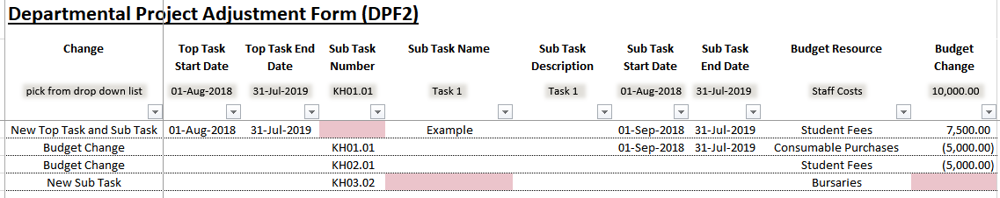 Departmental Project Adjustment Form (DPF2)
Change Top Task Start Date Top Task End Date Sub Task Number Sub Task Name Sub Task Description Sub Task Start Date Sub Task End Date Budget Resource Budget Change
pick from drop down list 01-Aug-2018 31-Jul-2019 KH01.01 Task 1 Task 1 01-Aug-2018 31-Jul-2019 Staff Costs 10,000.00
New Top Task and Sub Task 01-Aug-2018 31-Jul-2019 Example 01-Sep-2018 31-Jul-2019 Student Fees 7,500.00
Budget Change KH01.01 01-Sep-2018 31-Jul-2019 Consumable Purchases (5,000.00)
Budget Change KH02.01 Student Fees (5,000.00)
New Sub Task KH03.02 Bursaries